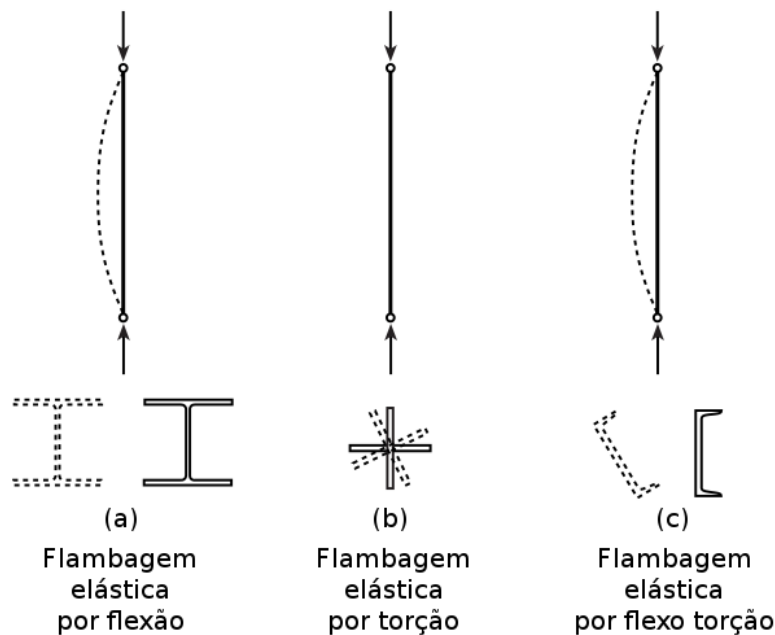 (a)
Flambagem
elástica
por flexão
(b)
Flambagem
elástica
por torção
(c)
Flambagem
elástica
por flexo torção